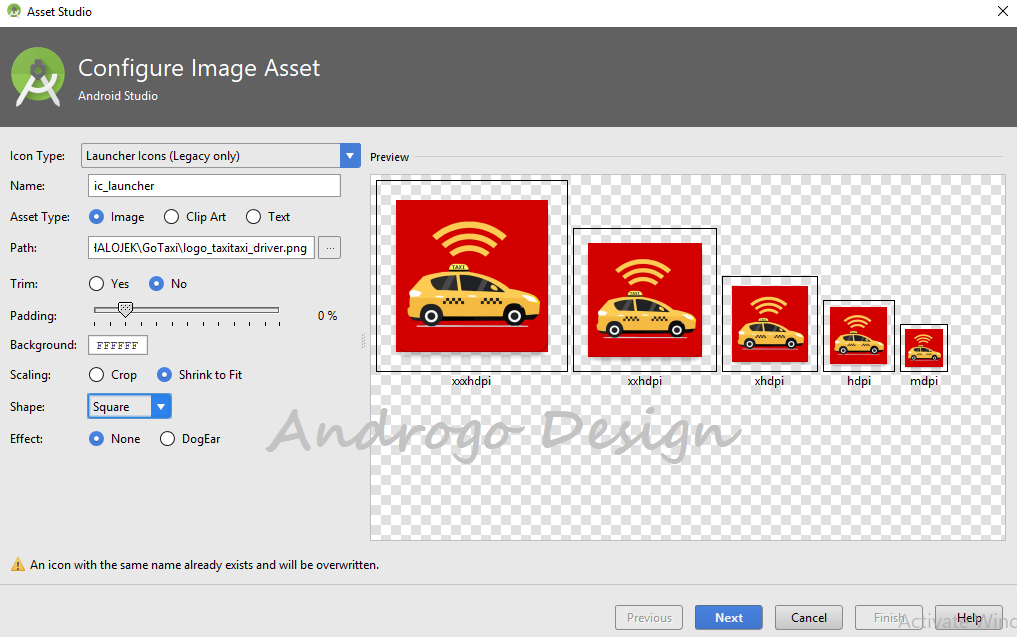 Asset Studio
Configure Image Asset
Android Studio
Icon Type: Launcher Icons (Legacy only)
Name: ic_launcher
Asset Type: Image Clip Art Text
Path: HALOJEK\GoTaxi\logo_taxitaxi_driver.png ...
Trim: Yes No
Padding: 0 %
Background: FFFFFF
Scaling: Crop Shrink to Fit
Shape: Square
Effect: None DogEar
Preview
TAXI TAXI TAXI
xxxhdpi xxhdpi xhdpi hdpi mdpi
Androgo Design
An icon with the same name already exists and will be overwritten.
Previous Next Cancel Finish Help
Activate Wind